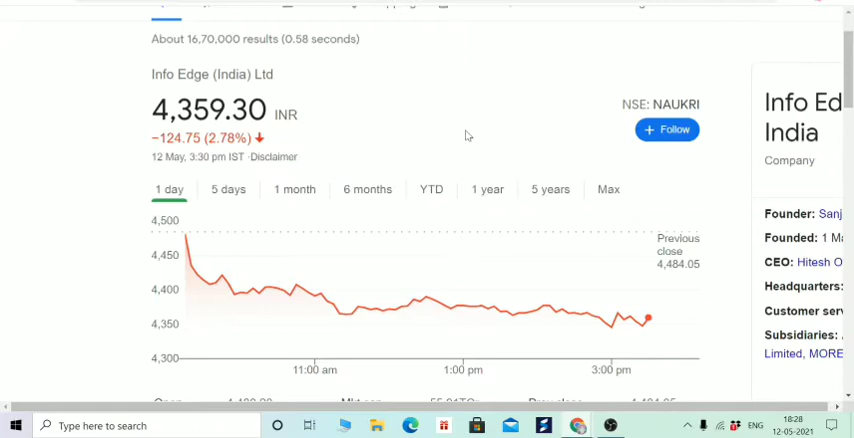 About 16,70,000 results (0.58 seconds)
Info Edge (India) Ltd
4,359.30 INR
−124.75 (2.78%)
12 May, 3:30 pm IST ·Disclaimer
NSE: NAUKRI
+ Follow
1 day 5 days 1 month 6 months YTD 1 year 5 years Max
4,500
4,450
4,400
4,350
4,300
Previous
close
4,484.05
11:00 am 1:00 pm 3:00 pm
Info Ed
India
Company
Founder: Sanj
Founded: 1 Ma
CEO: Hitesh O
Headquarters:
Customer serv
Subsidiaries:
Limited, MORE
Type here to search
ENG
18:28
12-05-2021